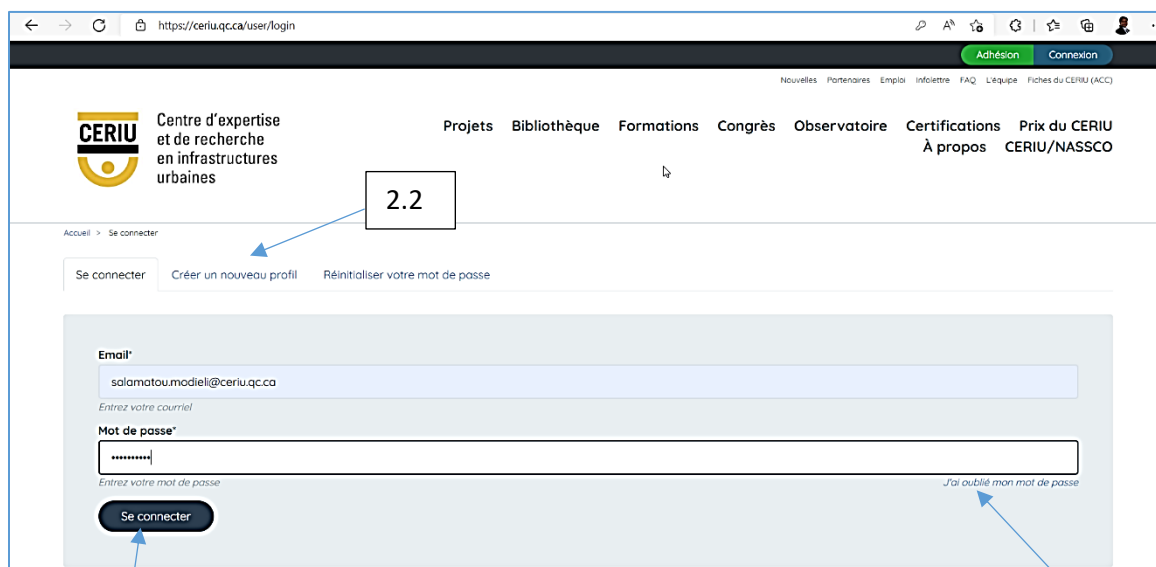 https://ceriu.qc.ca/user/login
Adhésion Connexion
Nouvelles Partenaires Emploi Infolettre FAQ L'équipe Fiches du CERIU (ACC)
CERIU
Centre d'expertise
et de recherche
en infrastructures
urbaines
Projets Bibliothèque Formations Congrès Observatoire Certifications Prix du CERIU
À propos CERIU/NASSCO
2.2
Accueil > Se connecter
Se connecter Créer un nouveau profil Réinitialiser votre mot de passe
Email*
salamatou.modieli@ceriu.qc.ca
Entrez votre courriel
Mot de passe*
••••••••••
Entrez votre mot de passe J'ai oublié mon mot de passe
Se connecter